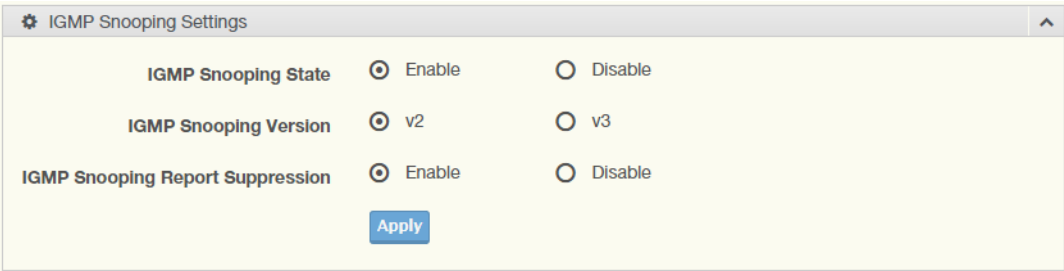 IGMP Snooping Settings
IGMP Snooping State Enable Disable
IGMP Snooping Version v2 v3
IGMP Snooping Report Suppression Enable Disable
Apply